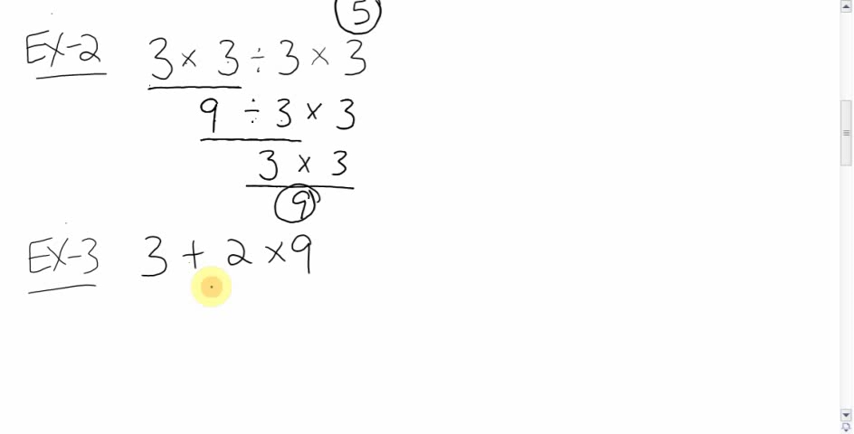 5
EX-2 3 × 3 ÷ 3 × 3
9 ÷ 3 × 3
3 × 3
9
EX-3 3 + 2 × 9